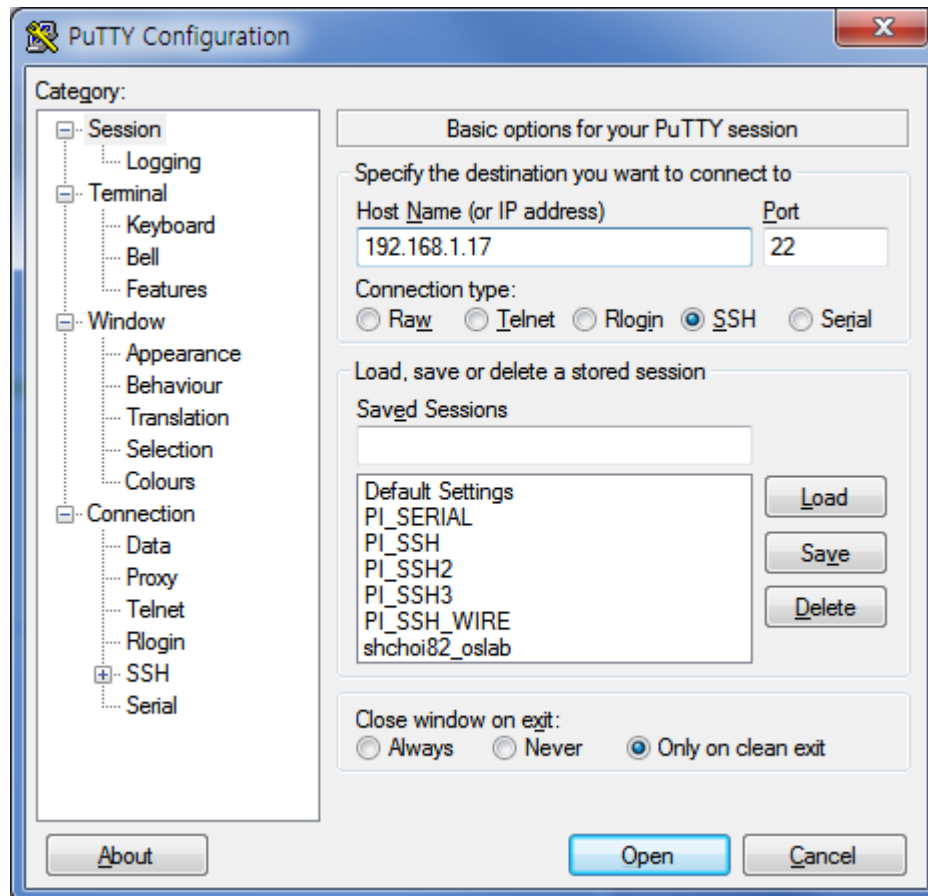 PuTTY Configuration
Category:
Session
Logging
Terminal
Keyboard
Bell
Features
Window
Appearance
Behaviour
Translation
Selection
Colours
Connection
Data
Proxy
Telnet
Rlogin
SSH
Serial
Basic options for your PuTTY session
Specify the destination you want to connect to
Host Name (or IP address) Port
192.168.1.17 22
Connection type:
Raw Telnet Rlogin SSH Serial
Load, save or delete a stored session
Saved Sessions
Default Settings
PI_SERIAL
PI_SSH
PI_SSH2
PI_SSH3
PI_SSH_WIRE
shchoi82_oslab
Load
Save
Delete
Close window on exit:
Always Never Only on clean exit
About Open Cancel